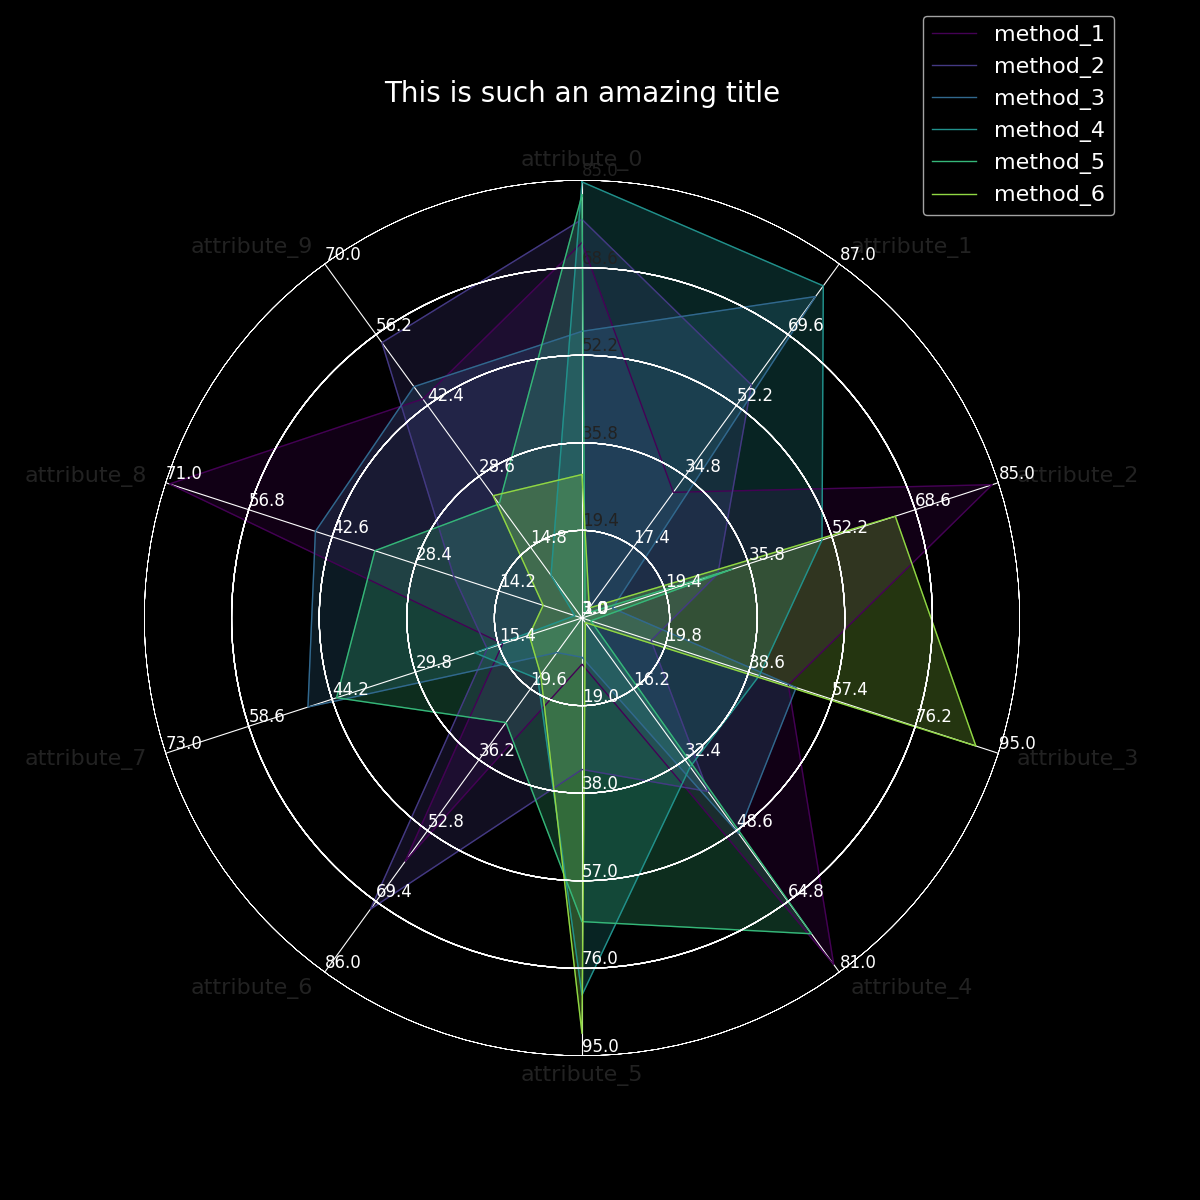 method_1
method_2
method_3
method_4
method_5
method_6
This is such an amazing title
attribute_0
85.0
attribute_9
70.0
87.0
attribute_1
68.6
56.2
69.6
52.2
42.4
52.2
35.8
28.6
34.8
attribute_8
71.0
85.0
attribute_2
56.8
68.6
42.6
19.4
52.2
14.8
17.4
28.4
35.8
14.2
19.4
15.4
19.8
29.8
38.6
19.6
16.2
44.2
19.0
57.4
58.6
76.2
73.0
36.2
32.4
95.0
attribute_7
attribute_3
38.0
52.8
48.6
57.0
69.4
64.8
76.0
86.0
81.0
attribute_6
attribute_4
95.0
attribute_5